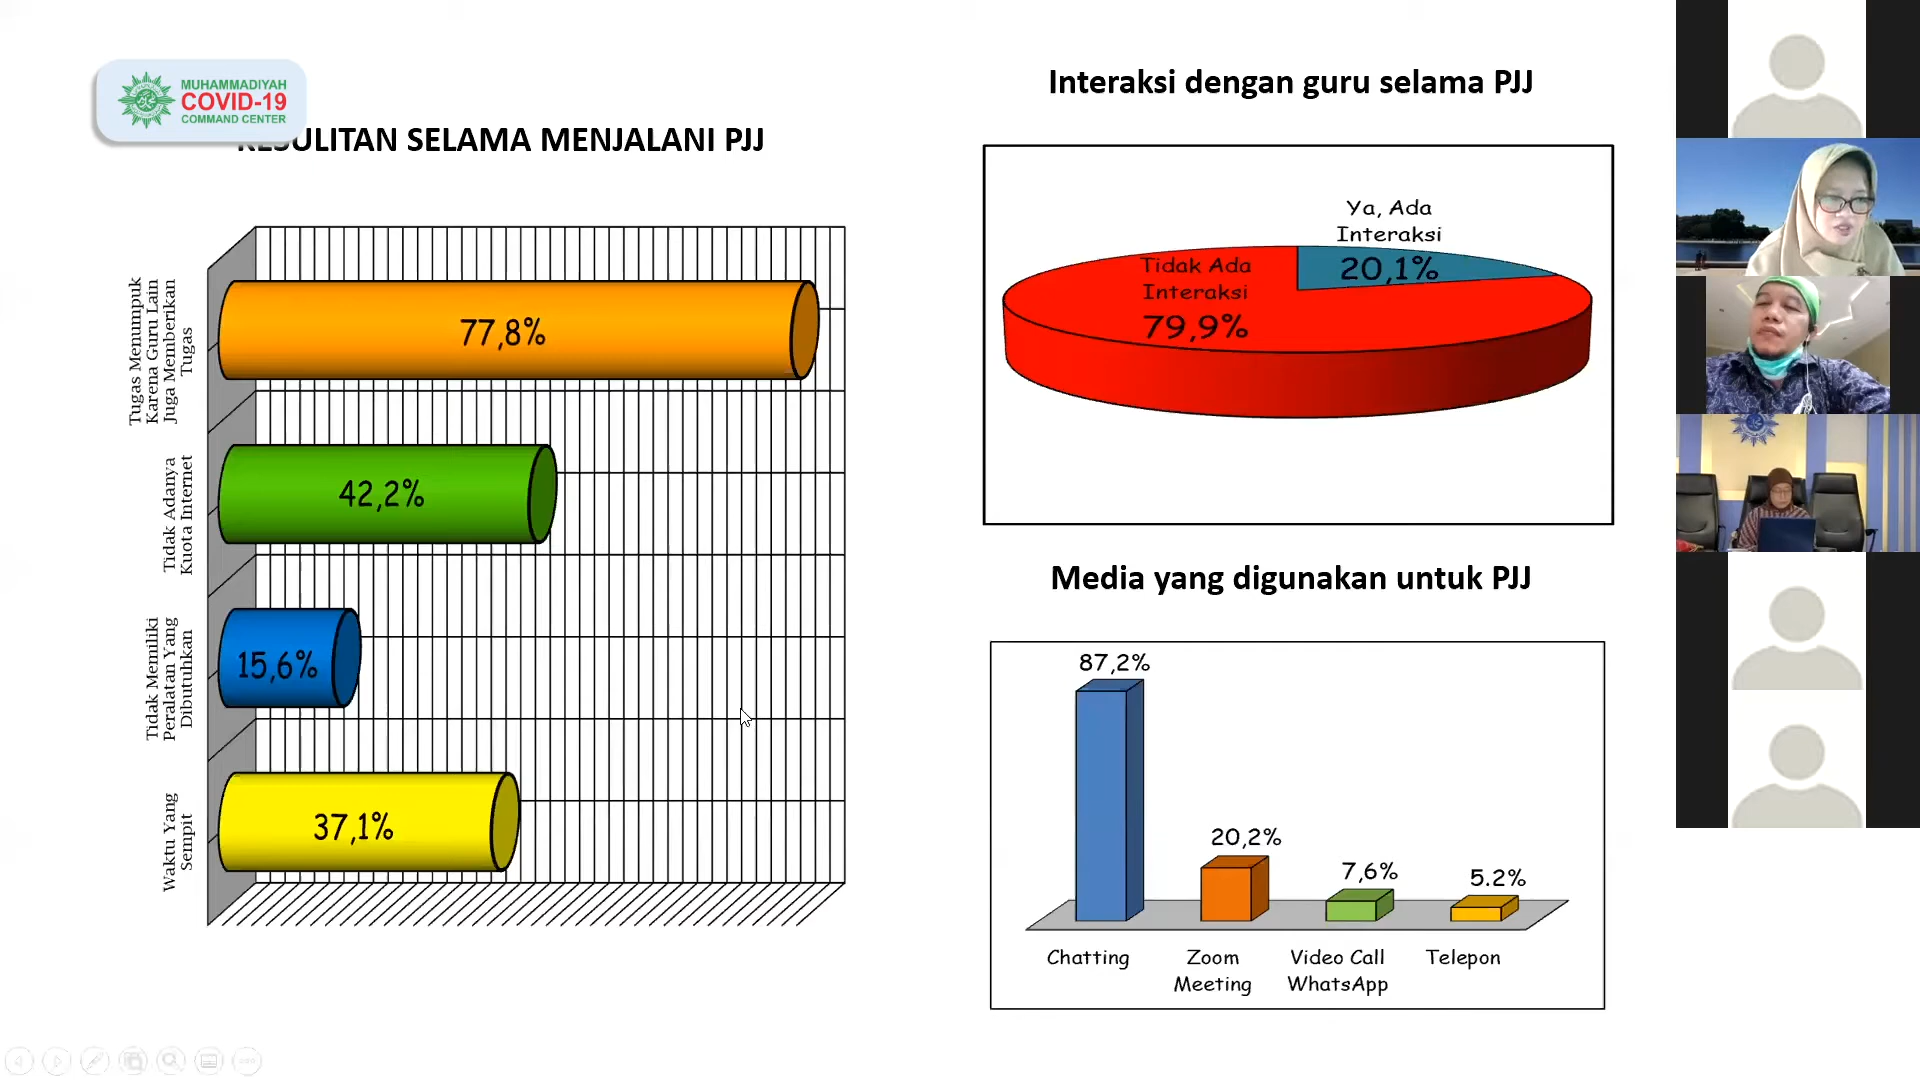 MUHAMMADIYAH
COVID-19
COMMAND CENTER
KESULITAN SELAMA MENJALANI PJJ
Tugas Menumpuk
Karena Guru Lain
Juga Memberikan
Tugas
77,8%
Tidak Adanya
Kuota Internet
42,2%
Tidak Memiliki
Peralatan Yang
Dibutuhkan
15,6%
Waktu Yang
Sempit
37,1%
Interaksi dengan guru selama PJJ
Ya, Ada
Interaksi
20,1%
Tidak Ada
Interaksi
79,9%
Media yang digunakan untuk PJJ
87,2%
20,2%
7,6%
5.2%
Chatting
Zoom
Meeting
Video Call
WhatsApp
Telepon